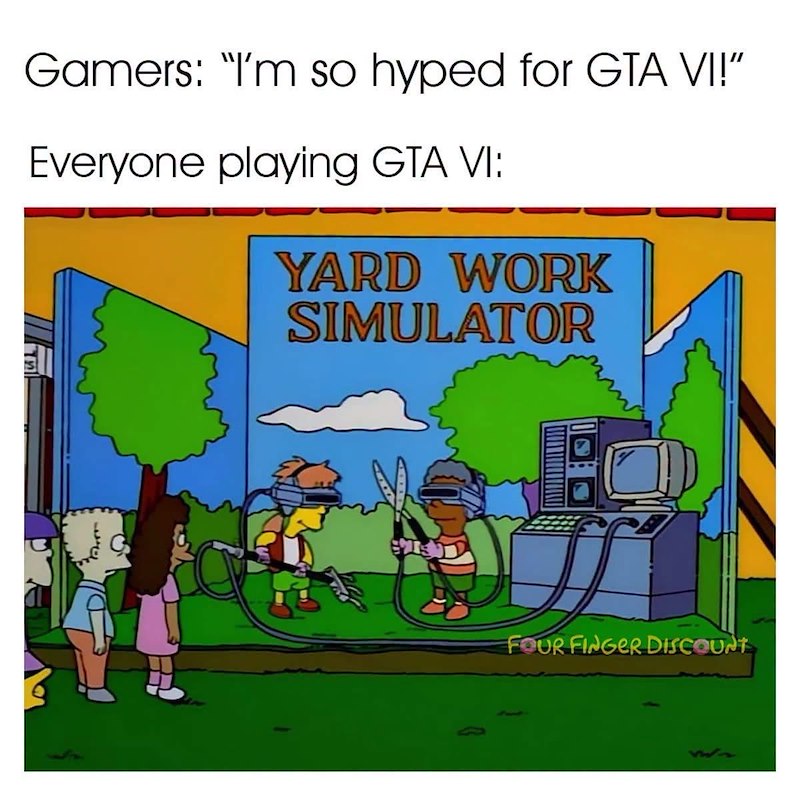 Gamers: “I’m so hyped for GTA VI!”
Everyone playing GTA VI:
YARD WORK
SIMULATOR
FOUR FINGER DISCOUNT